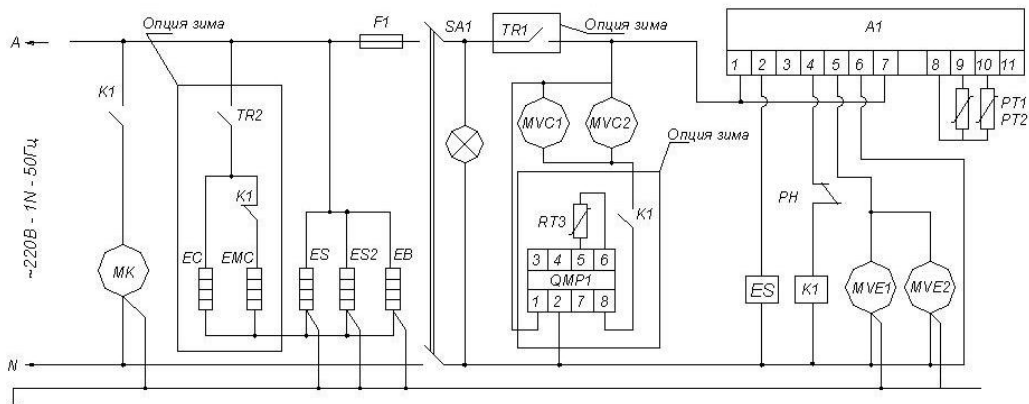 Опция зима
F1
SA1
TR1
Опция зима
A1
A
1 2 3 4 5 6 7 8 9 10 11
K1
TR2
MVC1
MVC2
PT1
PT2
Опция зима
~220В - 1N - 50Гц
K1
RT3
K1
PH
EC
EMC
ES
ES2
EB
3 4 5 6
MK
QMP1
ES
K1
MVE1
MVE2
1 2 7 8
N